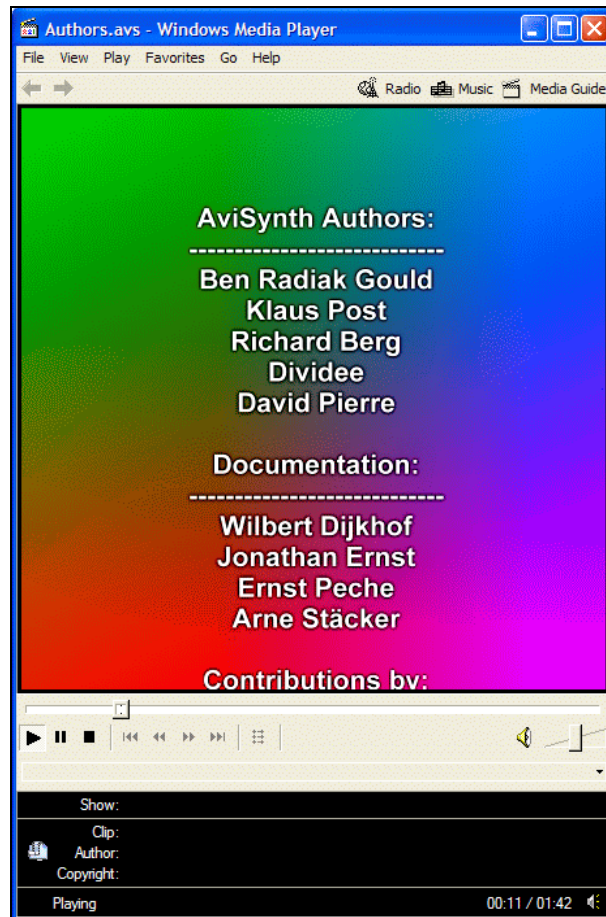 Authors.avs - Windows Media Player
File View Play Favorites Go Help
Radio Music Media Guide
AviSynth Authors:
----------------------------
Ben Radiak Gould
Klaus Post
Richard Berg
Dividee
David Pierre
Documentation:
----------------------------
Wilbert Dijkhof
Jonathan Ernst
Ernst Peche
Arne Stäcker
Contributions by:
Show:
Clip:
Author:
Copyright:
Playing 00:11 / 01:42